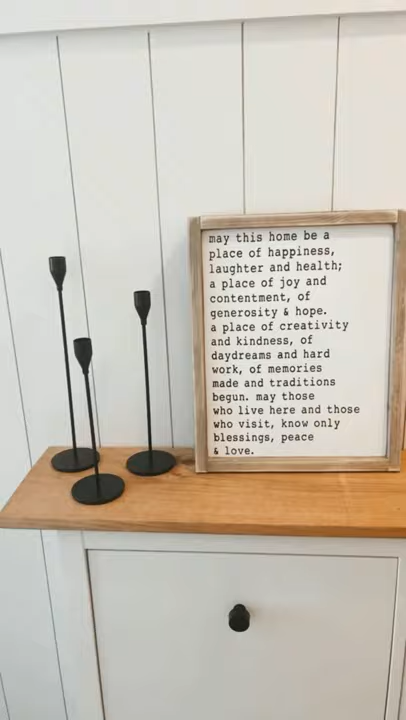 may this home be a
place of happiness,
laughter and health;
a place of joy and
contentment, of
generosity & hope.
a place of creativity
and kindness, of
daydreams and hard
work, of memories
made and traditions
begun. may those
who live here and those
who visit, know only
blessings, peace
& love.